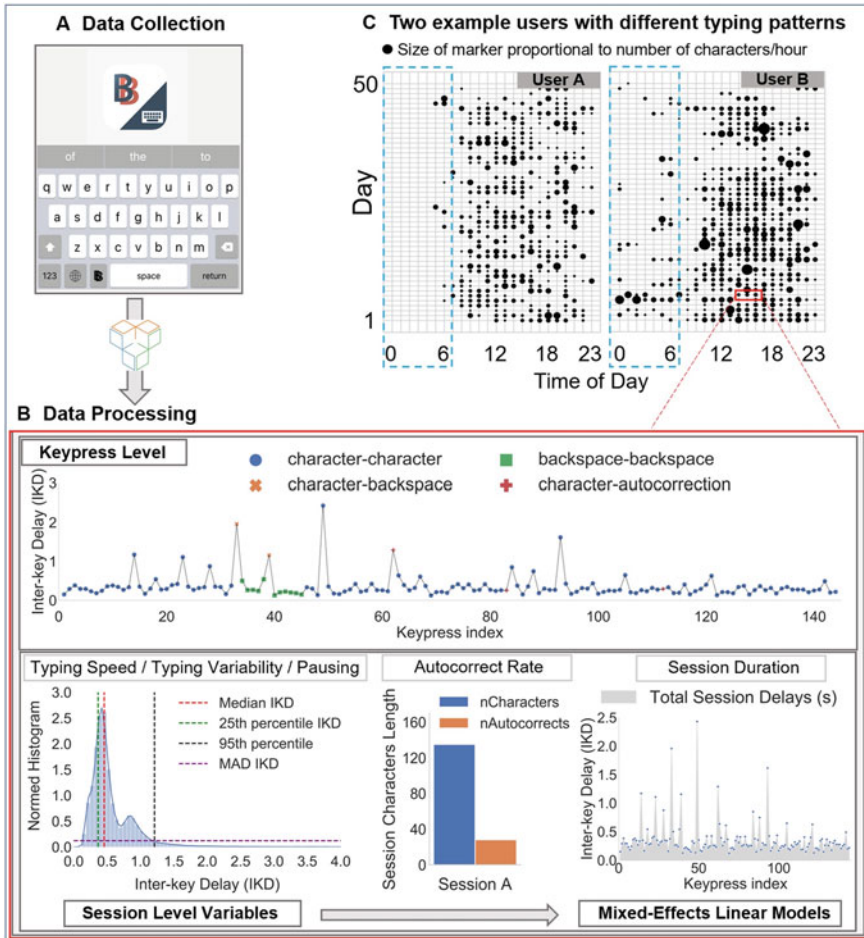 A Data Collection
B B
of the to
q w e r t y u i o p
a s d f g h j k l
z x c v b n m
123 B space return
C Two example users with different typing patterns
Size of marker proportional to number of characters/hour
User A User B
50
Day
1
0 6 12 18 23 0 6 12 18 23
Time of Day
B Data Processing
Keypress Level
character-character backspace-backspace
character-backspace character-autocorrection
Inter-key Delay (IKD)
3
2
1
0
0 20 40 60 80 100 120 140
Keypress index
Typing Speed / Typing Variability / Pausing
Normed Histogram
3.0
2.5
2.0
1.5
1.0
0.5
0.0
Median IKD
25th percentile IKD
95th percentile
MAD IKD
0.0 0.5 1.0 1.5 2.0 2.5 3.0 3.5 4.0
Inter-key Delay (IKD)
Autocorrect Rate
nCharacters
nAutocorrects
Session Characters Length
160
120
80
40
0
Session A
Session Duration
Total Session Delays (s)
Inter-key Delay (IKD)
2.5
2.0
1.5
1.0
0.5
0.0
0 50 100
Keypress index
Session Level Variables
Mixed-Effects Linear Models